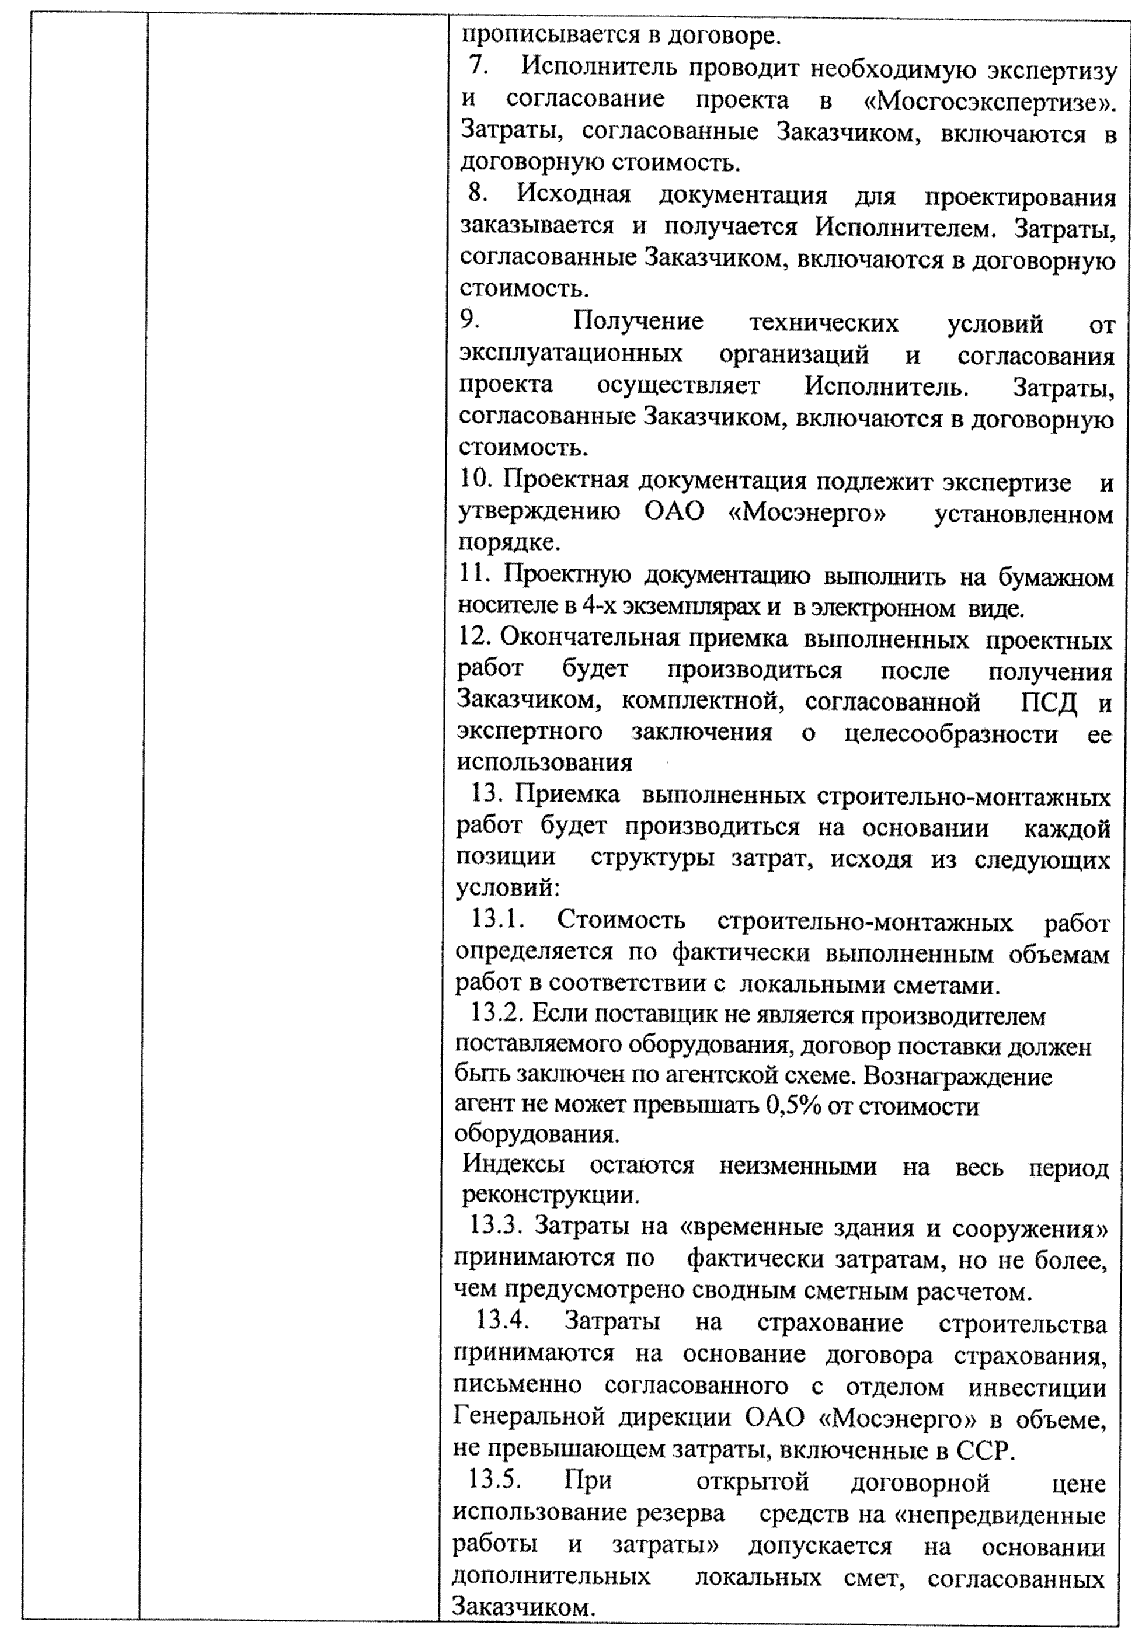 прописывается в договоре.
7. Исполнитель проводит необходимую экспертизу
и согласование проекта в «Мосгосэкспертизе».
Затраты, согласованные Заказчиком, включаются в
договорную стоимость.
8. Исходная документация для проектирования
заказывается и получается Исполнителем. Затраты,
согласованные Заказчиком, включаются в договорную
стоимость.
9. Получение технических условий от
эксплуатационных организаций и согласования
проекта осуществляет Исполнитель. Затраты,
согласованные Заказчиком, включаются в договорную
стоимость.
10. Проектная документация подлежит экспертизе и
утверждению ОАО «Мосэнерго» установленном
порядке.
11. Проектную документацию выполнить на бумажном
носителе в 4-х экземплярах и в электронном виде.
12. Окончательная приемка выполненных проектных
работ будет производиться после получения
Заказчиком, комплектной, согласованной ПСД и
экспертного заключения о целесообразности ее
использования
13. Приемка выполненных строительно-монтажных
работ будет производиться на основании каждой
позиции структуры затрат, исходя из следующих
условий:
13.1. Стоимость строительно-монтажных работ
определяется по фактически выполненным объемам
работ в соответствии с локальными сметами.
13.2. Если поставщик не является производителем
поставляемого оборудования, договор поставки должен
быть заключен по агентской схеме. Вознаграждение
агент не может превышать 0,5% от стоимости
оборудования.
Индексы остаются неизменными на весь период
реконструкции.
13.3. Затраты на «временные здания и сооружения»
принимаются по фактически затратам, но не более,
чем предусмотрено сводным сметным расчетом.
13.4. Затраты на страхование строительства
принимаются на основание договора страхования,
письменно согласованного с отделом инвестиции
Генеральной дирекции ОАО «Мосэнерго» в объеме,
не превышающем затраты, включенные в ССР.
13.5. При открытой договорной цене
использование резерва средств на «непредвиденные
работы и затраты» допускается на основании
дополнительных локальных смет, согласованных
Заказчиком.